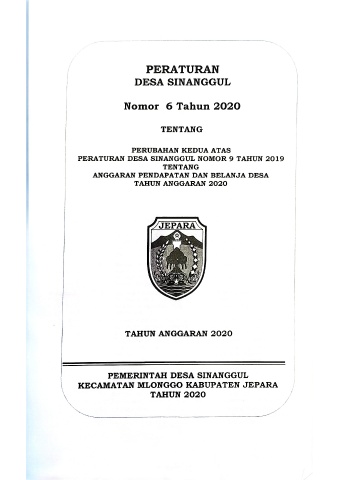 PERATURAN
DESA SINANGGUL
Nomor 6 Tahun 2020
TENTANG
PERUBAHAN KEDUA ATAS
PERATURAN DESA SINANGGUL NOMOR 9 TAHUN 2019
TENTANG
ANGGARAN PENDAPATAN DAN BELANJA DESA
TAHUN ANGGARAN 2020
JEPARA
TAHUN ANGGARAN 2020
PEMERINTAH DESA SINANGGUL
KECAMATAN MLONGGO KABUPATEN JEPARA
TAHUN 2020